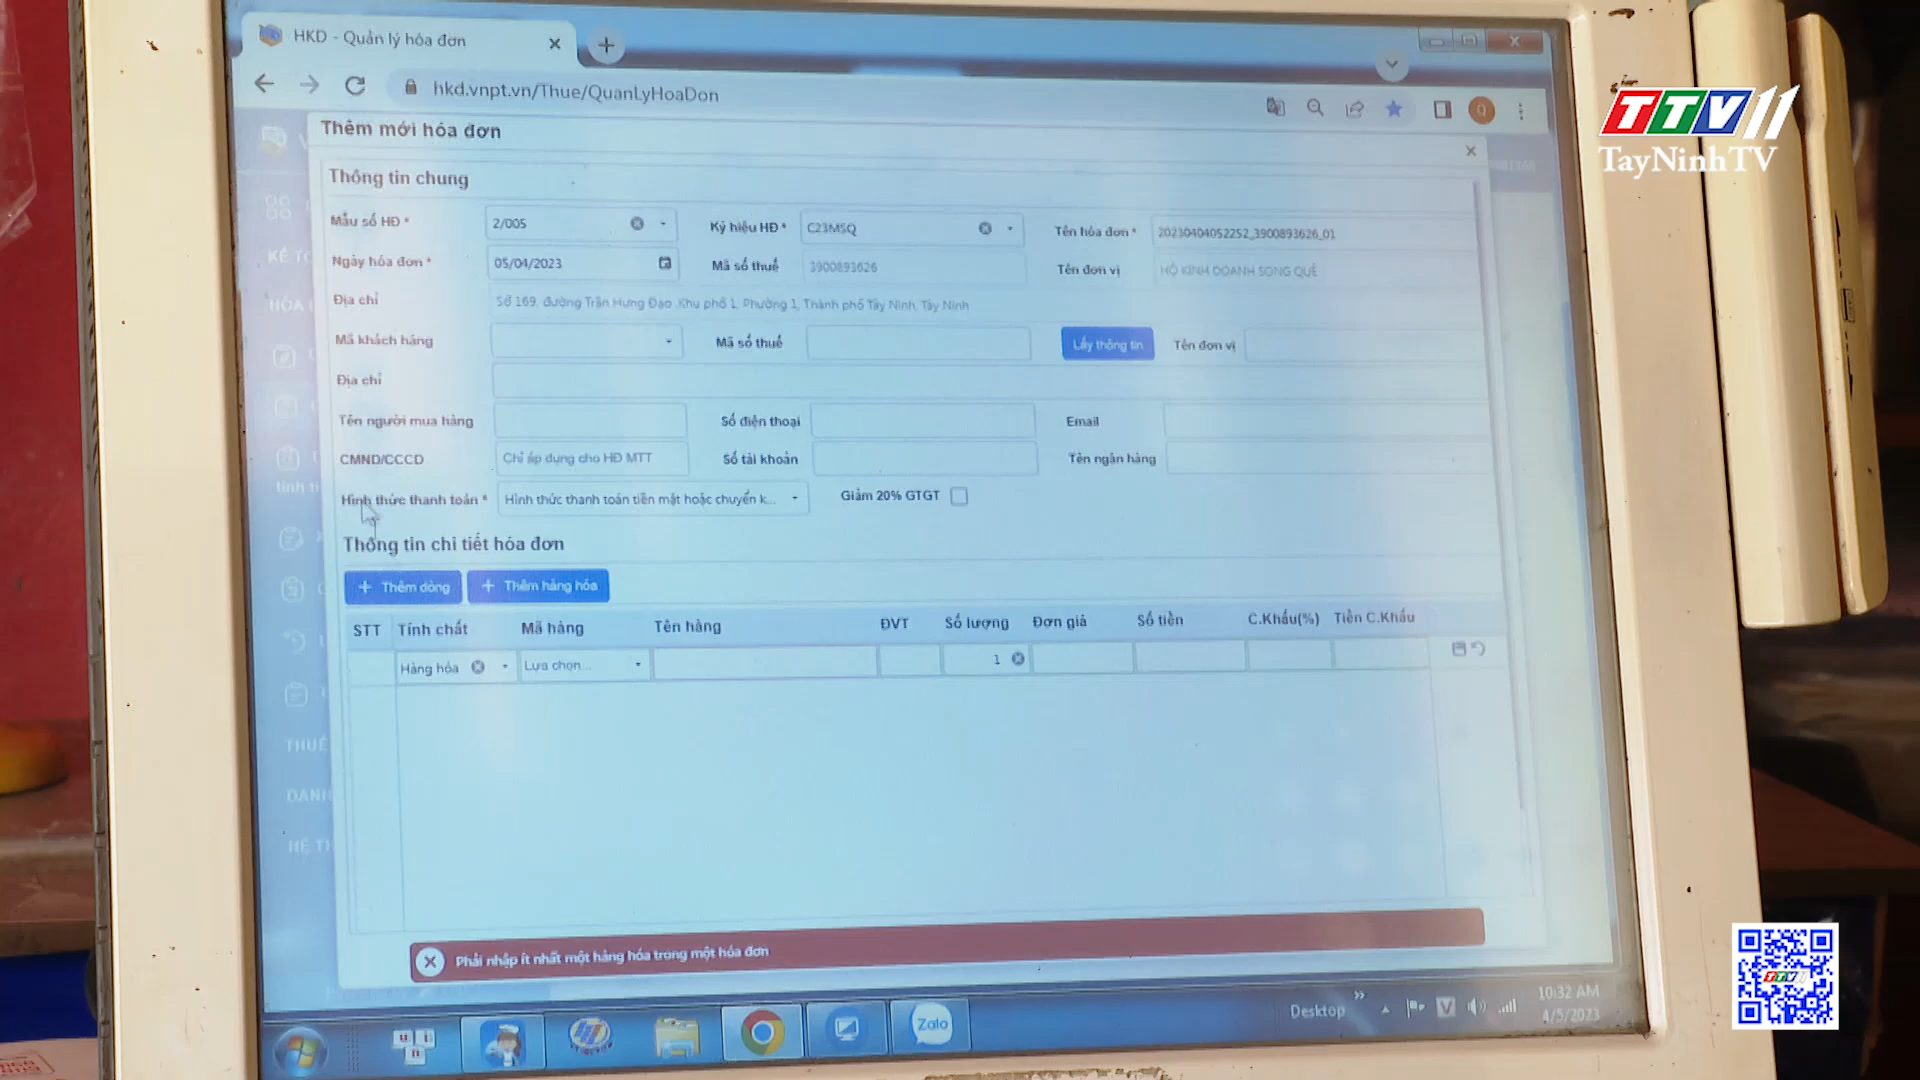 HKD - Quản lý hóa đơn
hkd.vnpt.vn/Thue/QuanLyHoaDon
TTV11
TayNinhTV
Thêm mới hóa đơn
Thông tin chung
Mẫu số HĐ * 2/005 Ký hiệu HĐ * C23MSQ Tên hóa đơn * 20230404052252_3900893626_01
Ngày hóa đơn * 05/04/2023 Mã số thuế 3900893626 Tên đơn vị HỘ KINH DOANH SONG QUÊ
Địa chỉ Số 169, đường Trần Hưng Đạo ,Khu phố 1, Phường 1, Thành phố Tây Ninh, Tây Ninh
Mã khách hàng Mã số thuế Lấy thông tin Tên đơn vị
Địa chỉ
Tên người mua hàng Số điện thoại Email
CMND/CCCD Chỉ áp dụng cho HĐ MTT Số tài khoản Tên ngân hàng
Hình thức thanh toán * Hình thức thanh toán tiền mặt hoặc chuyển k... Giảm 20% GTGT
Thông tin chi tiết hóa đơn
+ Thêm dòng + Thêm hàng hóa
STT Tính chất Mã hàng Tên hàng ĐVT Số lượng Đơn giá Số tiền C.Khấu(%) Tiền C.Khấu
Hàng hóa Lựa chọn... 1
Phải nhập ít nhất một hàng hóa trong một hóa đơn
Zalo
Desktop
V
10:32 AM
4/5/2023
TTV11